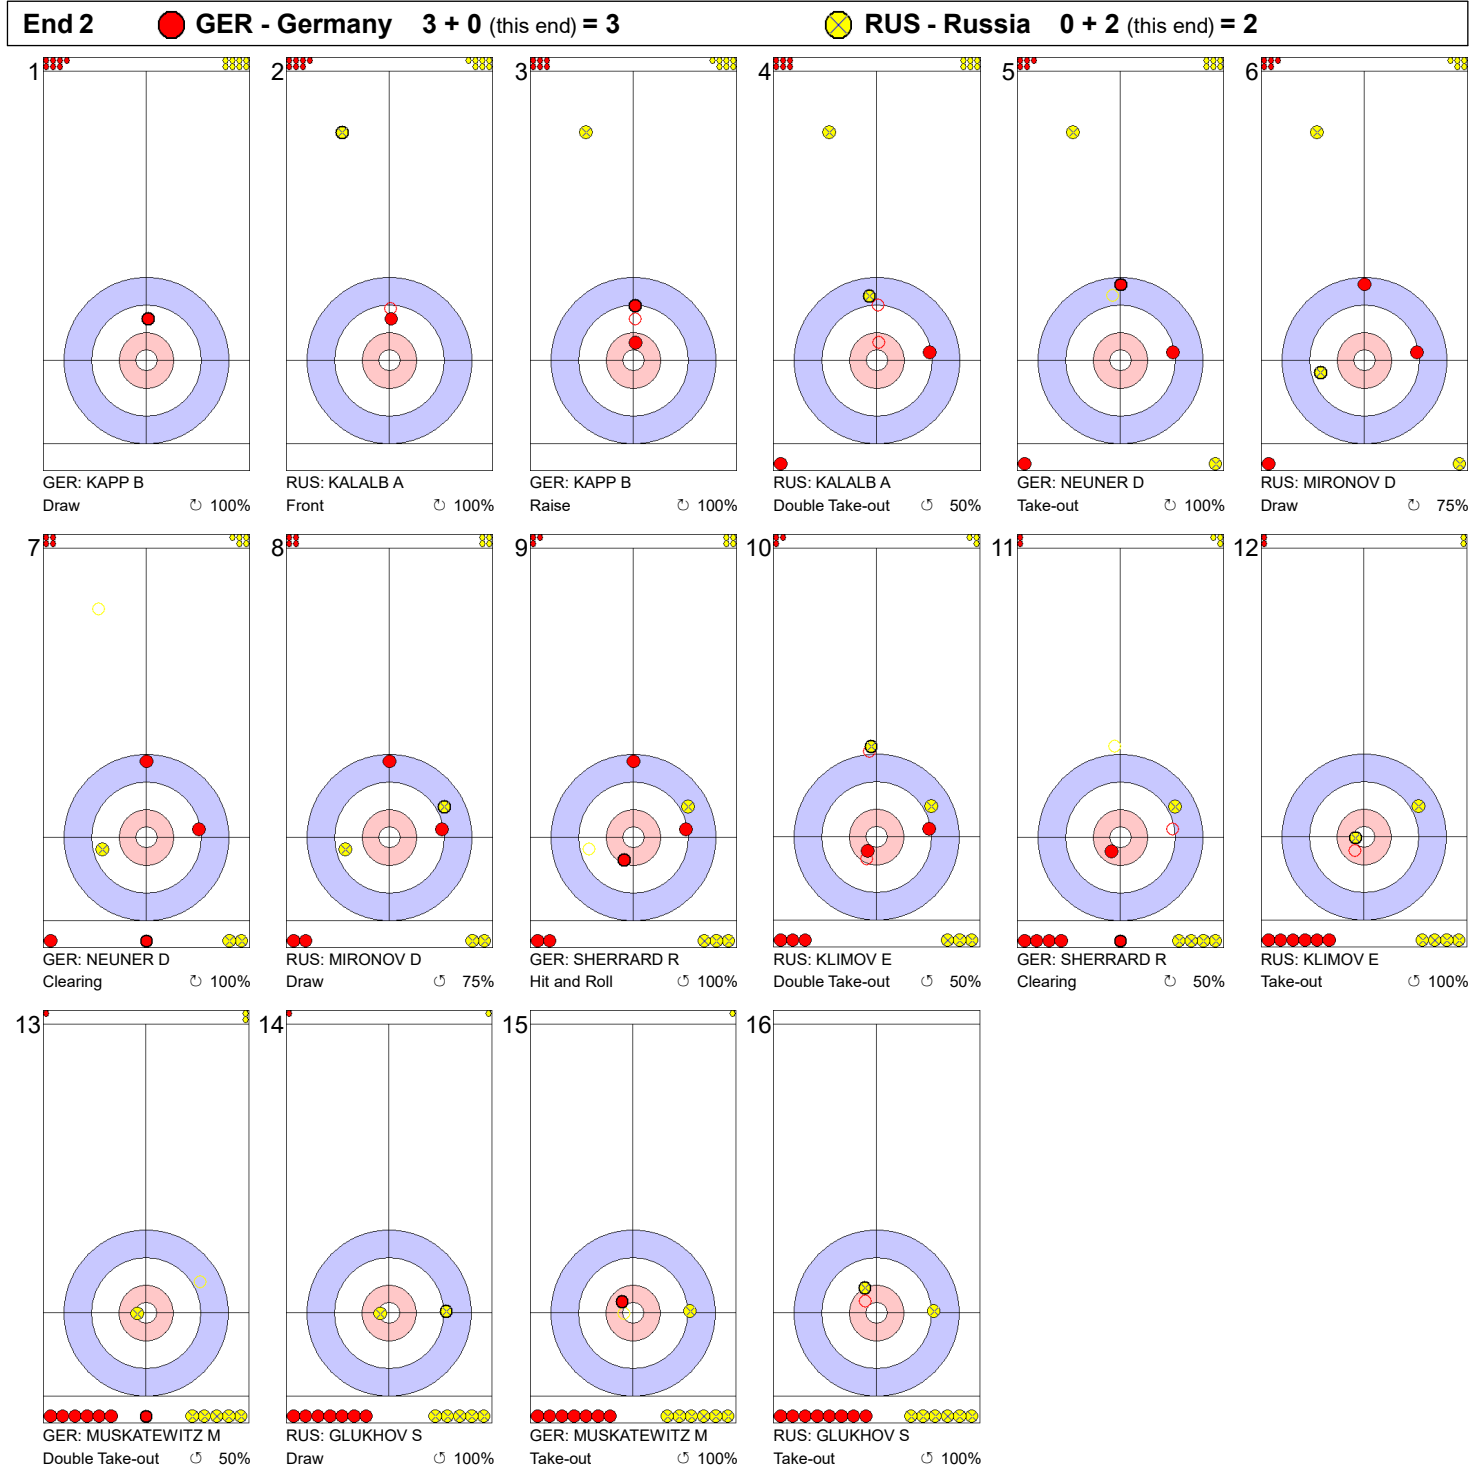 End 2 GER - Germany 3 + 0 (this end) = 3 RUS - Russia 0 + 2 (this end) = 2
1 2 3 4 5 6
GER: KAPP B RUS: KALALB A GER: KAPP B RUS: KALALB A GER: NEUNER D RUS: MIRONOV D
Draw ↻ 100% Front ↻ 100% Raise ↻ 100% Double Take-out ↺ 50% Take-out ↻ 100% Draw ↻ 75%
7 8 9 10 11 12
GER: NEUNER D RUS: MIRONOV D GER: SHERRARD R RUS: KLIMOV E GER: SHERRARD R RUS: KLIMOV E
Clearing ↻ 100% Draw ↺ 75% Hit and Roll ↺ 100% Double Take-out ↺ 50% Clearing ↻ 50% Take-out ↻ 100%
13 14 15 16
GER: MUSKATEWITZ M RUS: GLUKHOV S GER: MUSKATEWITZ M RUS: GLUKHOV S
Double Take-out ↺ 50% Draw ↺ 100% Take-out ↺ 100% Take-out ↺ 100%